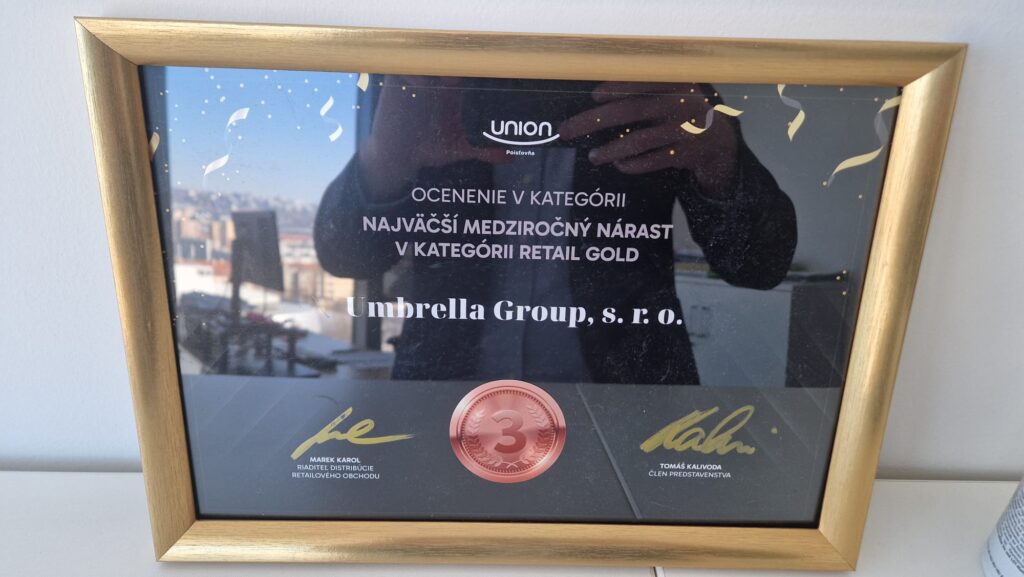 UNION
Poisťovňa
OCENENIE V KATEGÓRII
NAJVÄČŠÍ MEDZIROČNÝ NÁRAST
V KATEGÓRII RETAIL GOLD
Umbrella Group, s. r. o.
3
MAREK KAROL
RIADITEĽ DISTRIBÚCIE
RETAILOVÉHO OBCHODU
TOMÁŠ KALIVODA
ČLEN PREDSTAVENSTVA